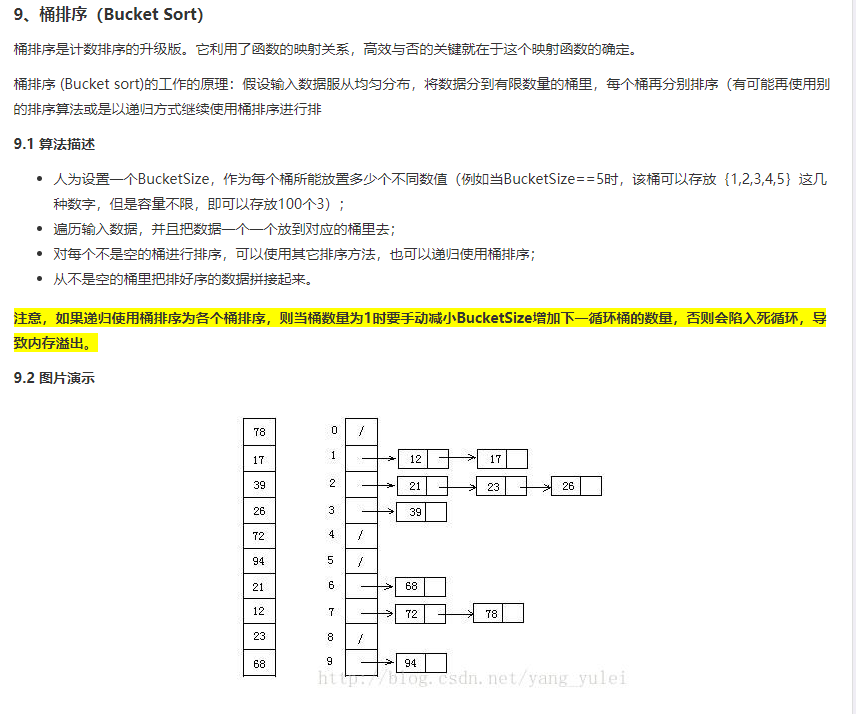 9、桶排序（Bucket Sort）
桶排序是计数排序的升级版。它利用了函数的映射关系，高效与否的关键就在于这个映射函数的确定。
桶排序 (Bucket sort)的工作的原理：假设输入数据服从均匀分布，将数据分到有限数量的桶里，每个桶再分别排序（有可能再使用别
的排序算法或是以递归方式继续使用桶排序进行排
9.1 算法描述
• 人为设置一个BucketSize，作为每个桶所能放置多少个不同数值（例如当BucketSize==5时，该桶可以存放｛1,2,3,4,5｝这几
种数字，但是容量不限，即可以存放100个3）；
• 遍历输入数据，并且把数据一个一个放到对应的桶里去；
• 对每个不是空的桶进行排序，可以使用其它排序方法，也可以递归使用桶排序；
• 从不是空的桶里把排好序的数据拼接起来。
注意，如果递归使用桶排序为各个桶排序，则当桶数量为1时要手动减小BucketSize增加下一循环桶的数量，否则会陷入死循环，导
致内存溢出。
9.2 图片演示
78 0 /
17 1 12 17
39 2 21 23 26
26 3 39
72 4 /
94 5 /
21 6 68
12 7 72 78
23 8 /
68 9 94
http://blog.csdn.net/yang_yulei